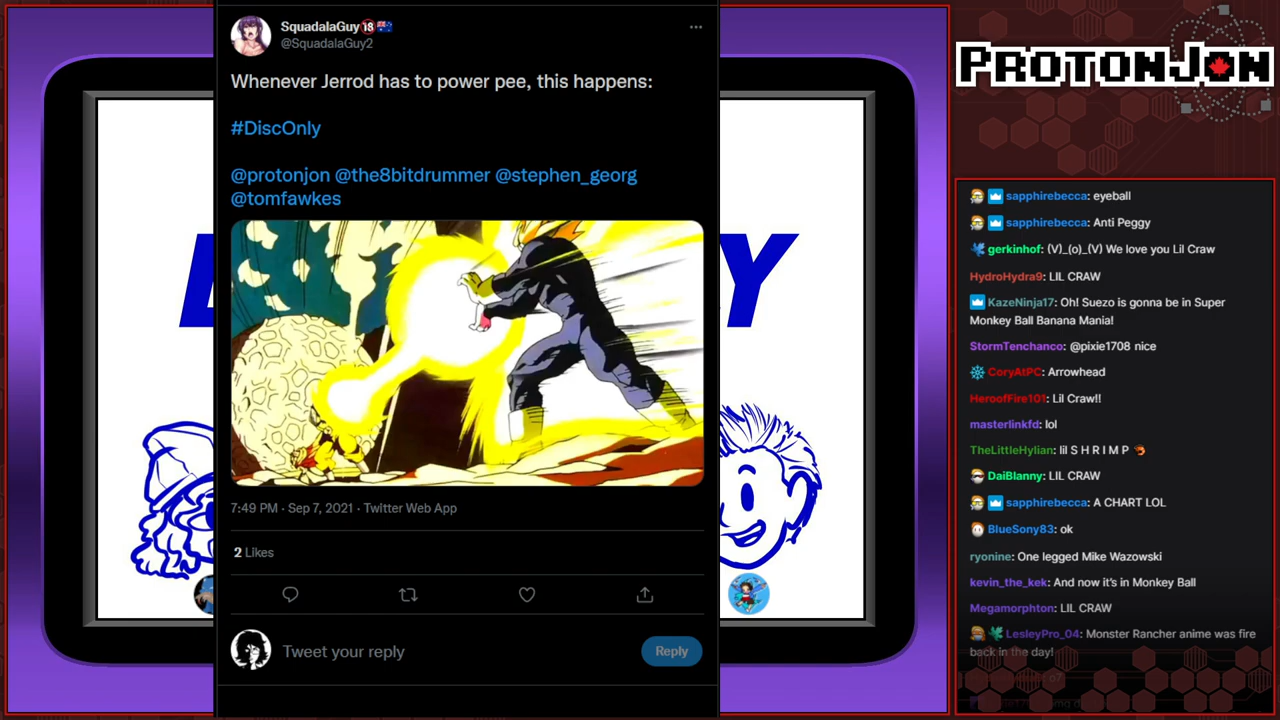 SquadalaGuy🔞🇦🇺
@SquadalaGuy2
Whenever Jerrod has to power pee, this happens:
#DiscOnly
@protonjon @the8bitdrummer @stephen_georg
@tomfawkes
7:49 PM · Sep 7, 2021 · Twitter Web App
2 Likes
Tweet your reply
Reply
Y
PROTONJON
sapphirebecca: eyeball
sapphirebecca: Anti Peggy
gerkinhof: (V)_(o)_(V) We love you Lil Craw
HydroHydra9: LIL CRAW
KazeNinja17: Oh! Suezo is gonna be in Super
Monkey Ball Banana Mania!
StormTenchanco: @pixie1708 nice
CoryAtPC: Arrowhead
HeroofFire101: Lil Craw!!
masterlinkfd: lol
TheLittleHylian: lil S H R I M P 🦐
DaiBlanny: LIL CRAW
sapphirebecca: A CHART LOL
BlueSony83: ok
ryonine: One legged Mike Wazowski
kevin_the_kek: And now it's in Monkey Ball
Megamorphton: LIL CRAW
LesleyPro_04: Monster Rancher anime was fire
back in the day!